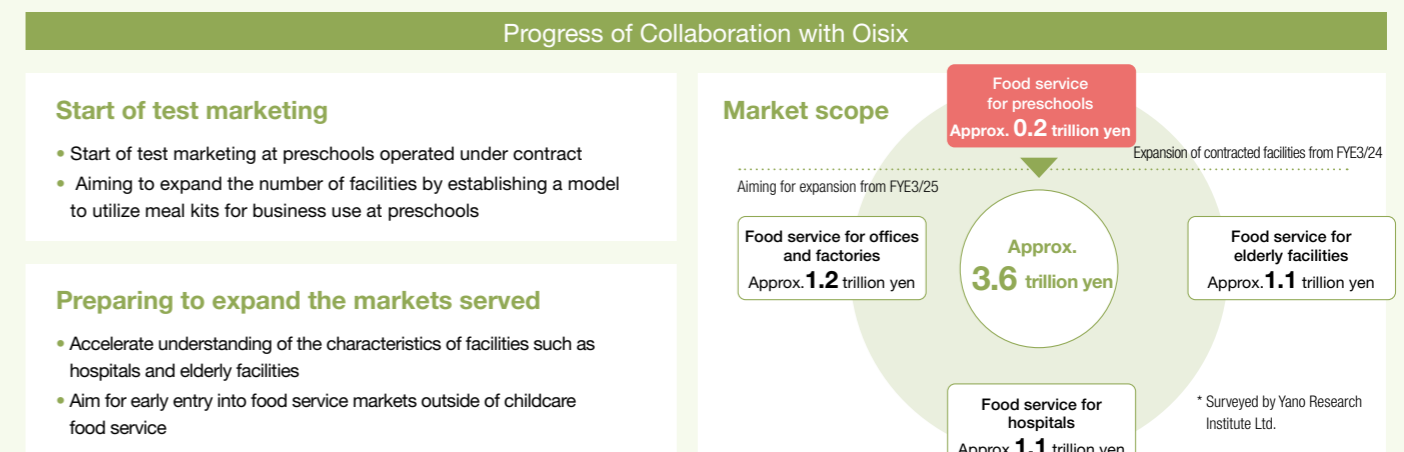 Progress of Collaboration with Oisix
Start of test marketing
• Start of test marketing at preschools operated under contract
• Aiming to expand the number of facilities by establishing a model
to utilize meal kits for business use at preschools
Preparing to expand the markets served
• Accelerate understanding of the characteristics of facilities such as
hospitals and elderly facilities
• Aim for early entry into food service markets outside of childcare
food service
Market scope
Food service
for preschools
Approx. 0.2 trillion yen
Expansion of contracted facilities from FYE3/24
Aiming for expansion from FYE3/25
Food service for offices
and factories
Approx.1.2 trillion yen
Approx.
3.6 trillion yen
Food service for
elderly facilities
Approx.1.1 trillion yen
Food service for
hospitals
Approx.1.1 trillion yen
* Surveyed by Yano Research
Institute Ltd.